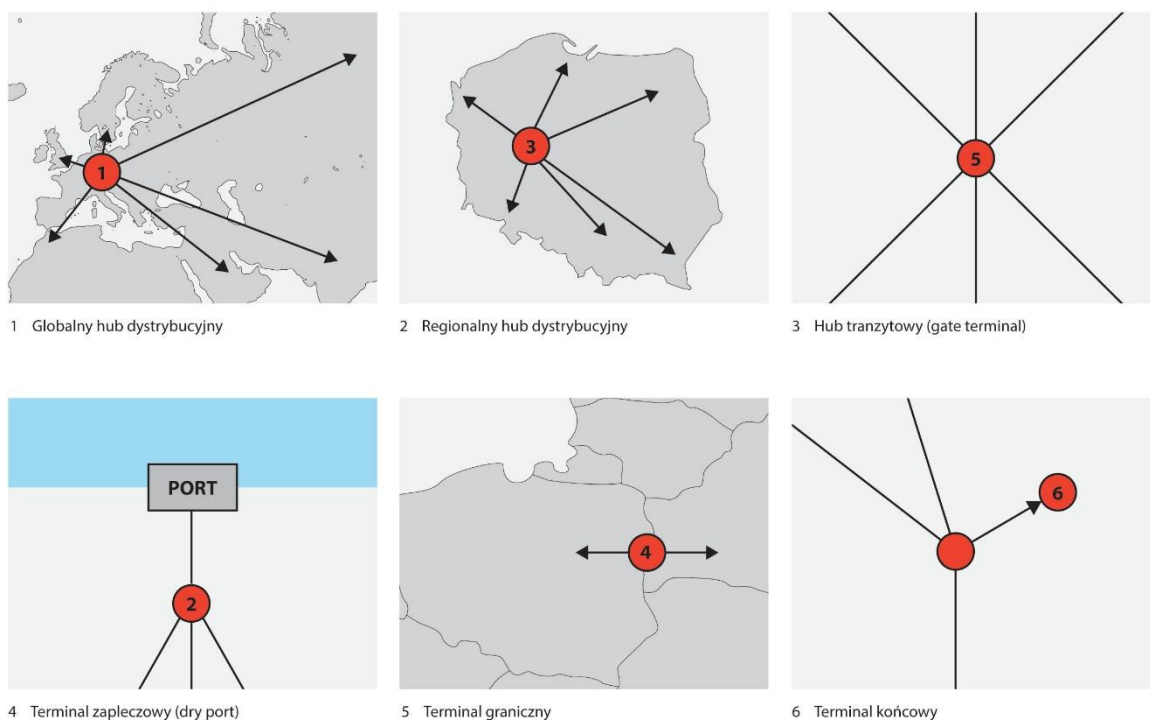 1
3
5
1 Globalny hub dystrybucyjny
2 Regionalny hub dystrybucyjny
3 Hub tranzytowy (gate terminal)
PORT
2
4
6
4 Terminal zapleczowy (dry port)
5 Terminal graniczny
6 Terminal końcowy